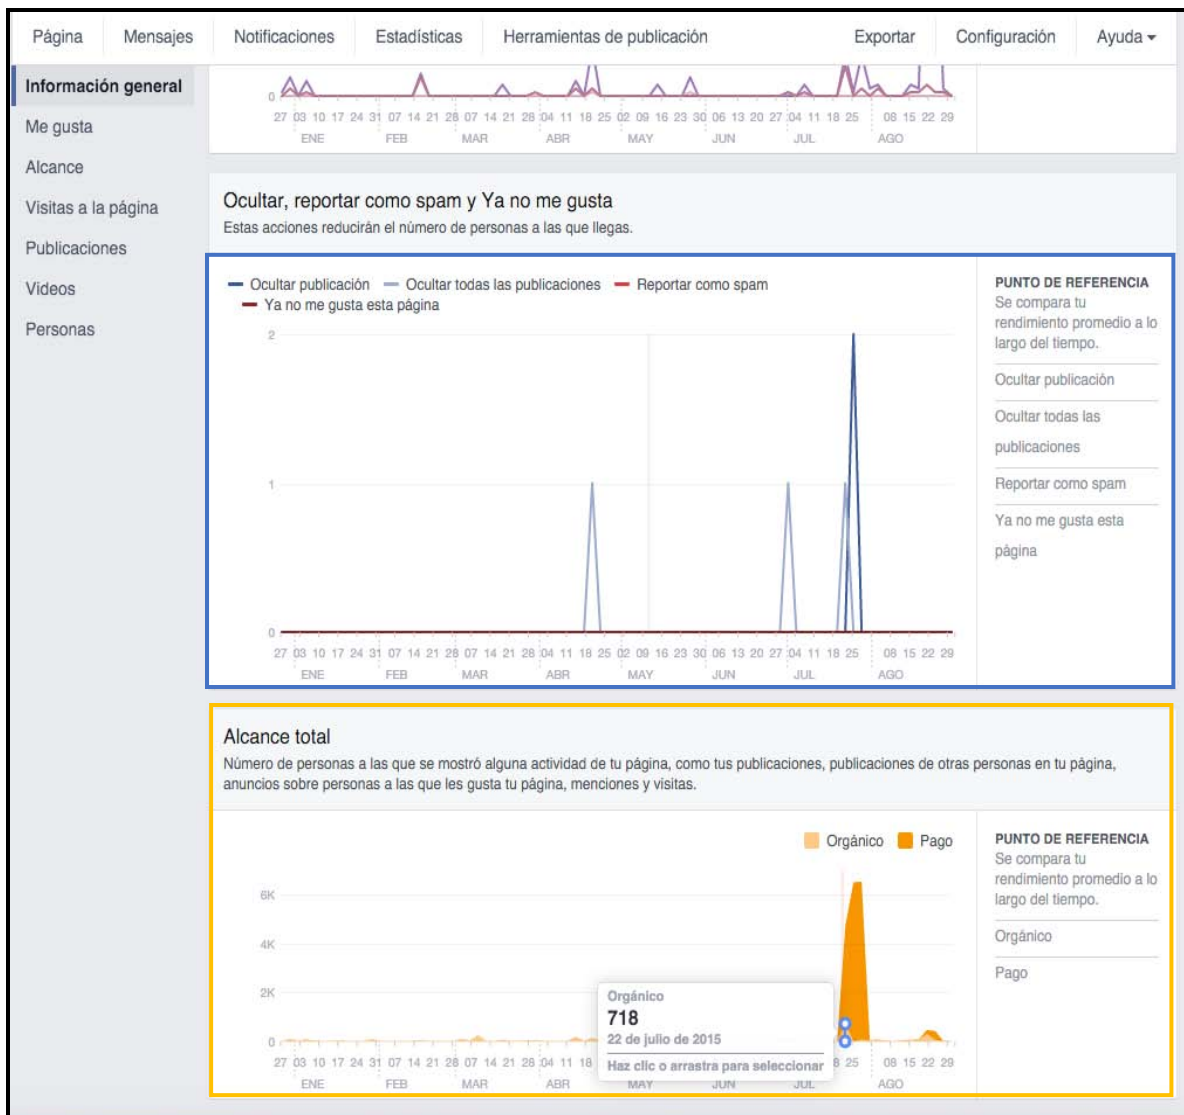 Página Mensajes Notificaciones Estadísticas Herramientas de publicación Exportar Configuración Ayuda
Información general
Me gusta
Alcance
Visitas a la página
Publicaciones
Videos
Personas
0
27 03 10 17 24 31 07 14 21 28 07 14 21 28 04 11 18 25 02 09 16 23 30 06 13 20 27 04 11 18 25 08 15 22 29
ENE FEB MAR ABR MAY JUN JUL AGO
Ocultar, reportar como spam y Ya no me gusta
Estas acciones reducirán el número de personas a las que llegas.
Ocultar publicación Ocultar todas las publicaciones Reportar como spam
Ya no me gusta esta página
2
1
0
27 03 10 17 24 31 07 14 21 28 07 14 21 28 04 11 18 25 02 09 16 23 30 06 13 20 27 04 11 18 25 08 15 22 29
ENE FEB MAR ABR MAY JUN JUL AGO
PUNTO DE REFERENCIA
Se compara tu
rendimiento promedio a lo
largo del tiempo.
Ocultar publicación
Ocultar todas las
publicaciones
Reportar como spam
Ya no me gusta esta
página
Alcance total
Número de personas a las que se mostró alguna actividad de tu página, como tus publicaciones, publicaciones de otras personas en tu página,
anuncios sobre personas a las que les gusta tu página, menciones y visitas.
Orgánico Pago
6K
4K
2K
0
Orgánico
718
22 de julio de 2015
Haz clic o arrastra para seleccionar
27 03 10 17 24 31 07 14 21 28 07 14 21 28 04 11 18 8 25 08 15 22 29
ENE FEB MAR ABR MAY JUN JUL AGO
PUNTO DE REFERENCIA
Se compara tu
rendimiento promedio a lo
largo del tiempo.
Orgánico
Pago